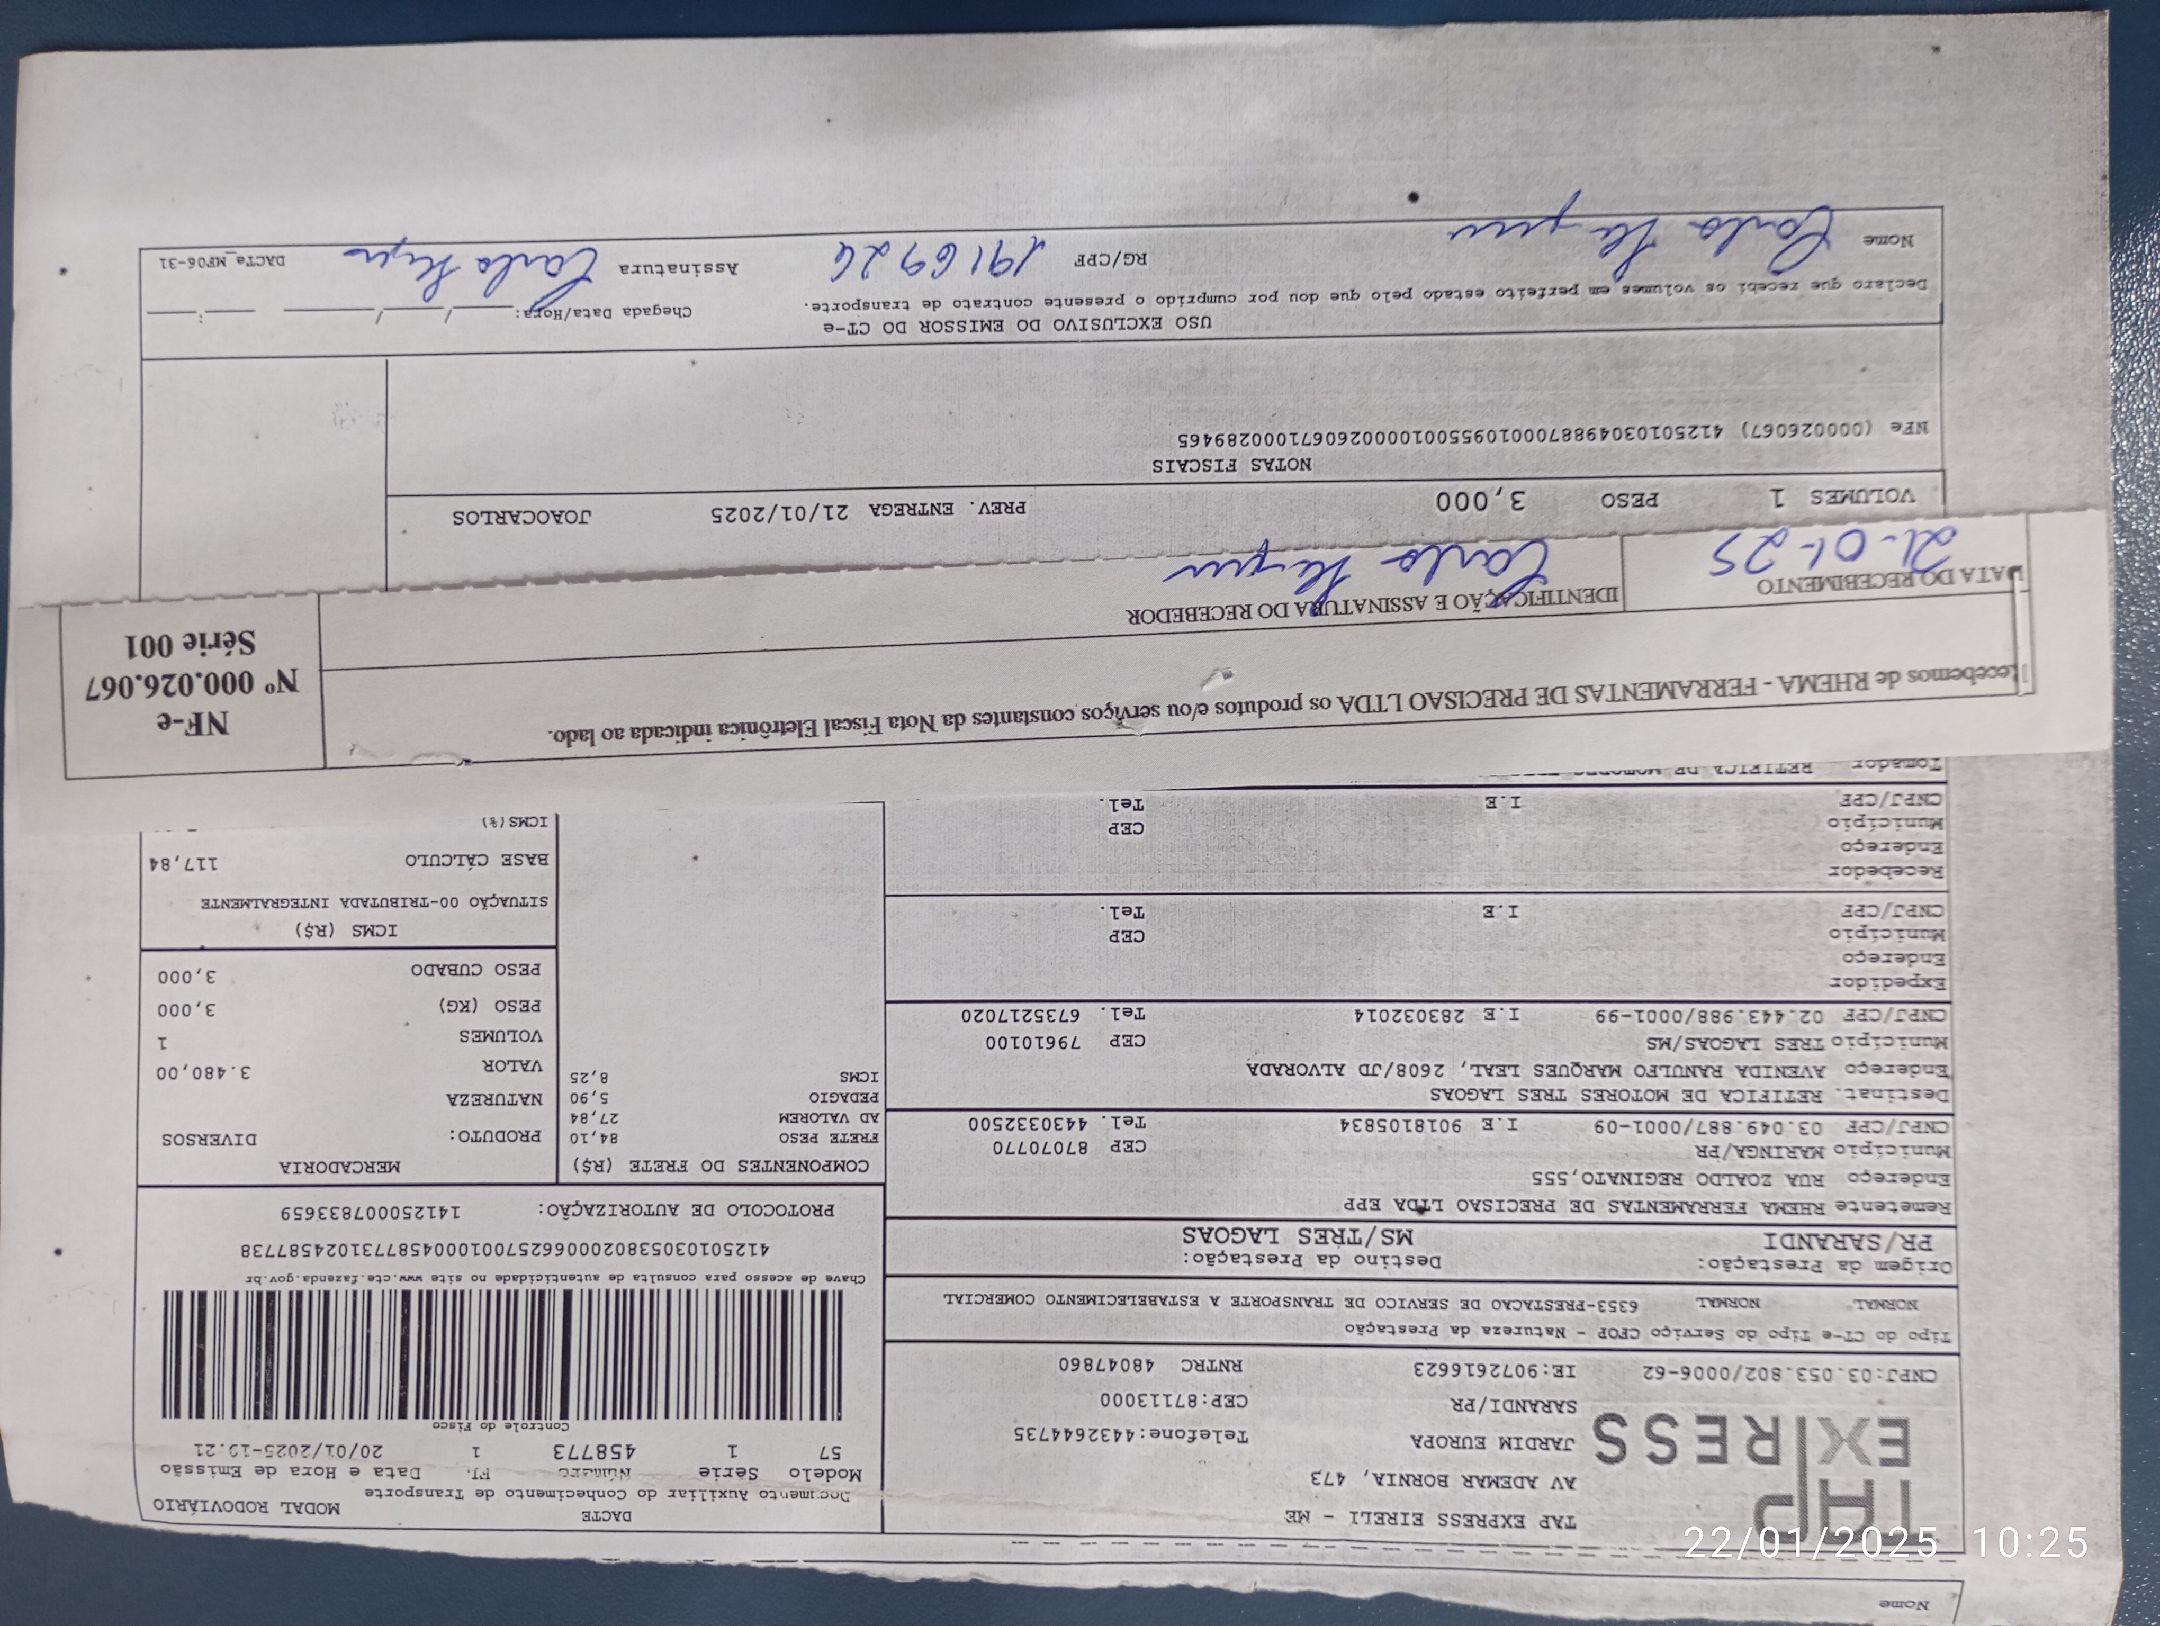 Nome
TAP EXPRESS
TAP EXPRESS EIRELI - ME
AV ADEMAR BORNIA, 473
JARDIM EUROPA Telefone:4432644735
SARANDI/PR CEP:87113000
CNPJ:03.053.802/0006-62 IE:9072616623 RNTRC 48047860
DACTE MODAL RODOVIÁRIO
Documento Auxiliar do Conhecimento de Transporte
Modelo Série Número FL. Data e Hora de Emissão
57 1 458773 1 20/01/2025-19.21
Controle do Fisco
Chave de acesso para consulta de autenticidade no site www.cte.fazenda.gov.br
41250103053802000662570010004587731024587738
PROTOCOLO DE AUTORIZAÇÃO: 141250007833659
Tipo do CT-e Tipo do Serviço CFOP - Natureza da Prestação
NORMAL NORMAL 6353-PRESTACAO DE SERVICO DE TRANSPORTE A ESTABELECIMENTO COMERCIAL
Origem da Prestação: Destino da Prestação:
PR/SARANDI MS/TRES LAGOAS
Remetente RHEMA FERRAMENTAS DE PRECISAO LTDA EPP
Endereço RUA ZOALDO REGINATO,555
Município MARINGA/PR CEP 87070770
CNPJ/CPF 03.049.887/0001-09 I.E 9018105834 Tel. 4430332500
Destinat. RETIFICA DE MOTORES TRES LAGOAS
Endereço AVENIDA RANULFO MARQUES LEAL, 2608/JD ALVORADA
Município TRES LAGOAS/MS CEP 79610100
CNPJ/CPF 02.443.988/0001-99 I.E 283032014 Tel. 6735217020
Expedidor
Endereço
Município CEP
CNPJ/CPF I.E Tel.
Recebedor
Endereço
Município CEP
CNPJ/CPF I.E Tel.
Tomador RETIFICA DE MOTORES
COMPONENTES DO FRETE (R$)
FRETE PESO 84,10
AD VALOREM 27,84
PEDAGIO 5,90
ICMS 8,25
MERCADORIA
PRODUTO: DIVERSOS
NATUREZA
VALOR 3.480,00
VOLUMES 1
PESO (KG) 3,000
PESO CUBADO 3,000
ICMS (R$)
SITUAÇÃO 00-TRIBUTADA INTEGRALMENTE
BASE CÁLCULO 117,84
ICMS(%)
Recebemos de RHEMA - FERRAMENTAS DE PRECISAO LTDA os produtos e/ou serviços constantes da Nota Fiscal Eletrônica indicada ao lado.
NF-e
Nº 000.026.067
Série 001
DATA DO RECEBIMENTO IDENTIFICAÇÃO E ASSINATURA DO RECEBEDOR
21-01-25 Carlo
VOLUMES 1 PESO 3,000 PREV. ENTREGA 21/01/2025 JOAOCARLOS
NOTAS FISCAIS
NFe (000026067) 41250103049887000109550010000260671000289465
USO EXCLUSIVO DO EMISSOR DO CT-e
Declaro que recebi os volumes em perfeito estado pelo que dou por cumprido o presente contrato de transporte.
Chegada Data/Hora: __/__/__ __:__
Nome Carlo RG/CPF 1916972 Assinatura Carlo
DACTe_MF06-31
22/01/2025 10:25